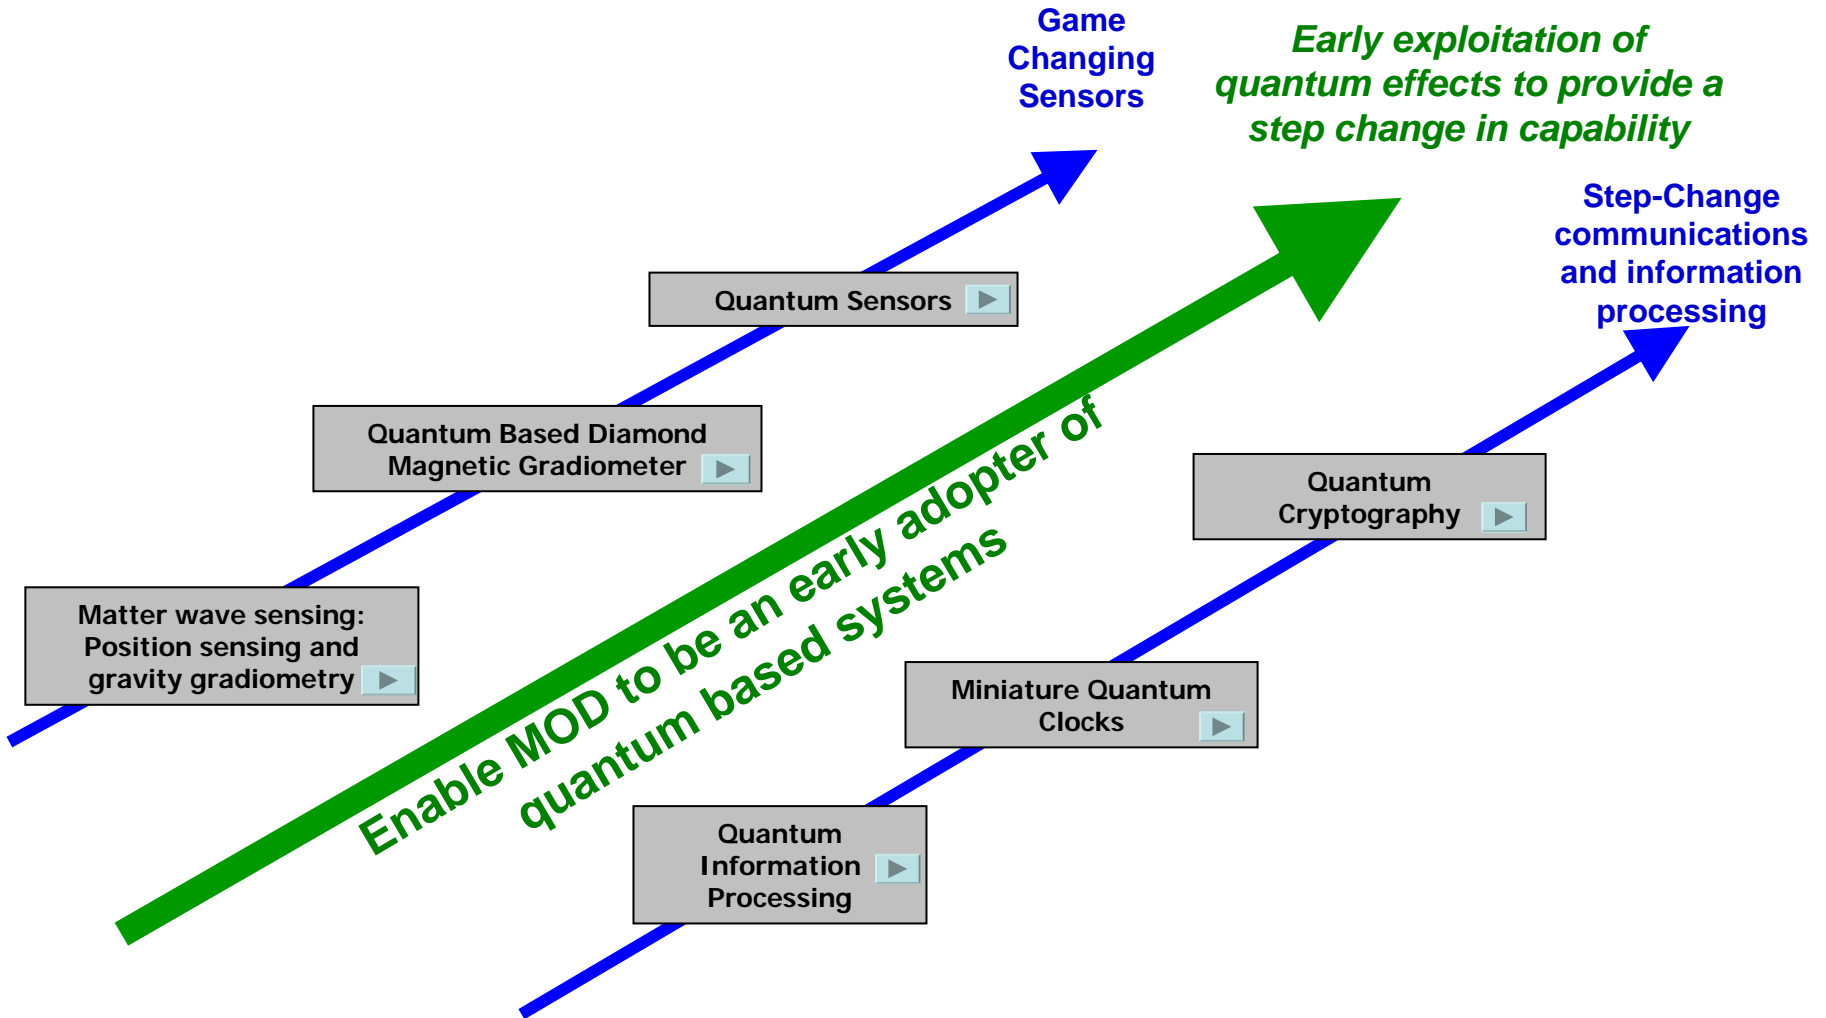 Game
Changing
Sensors
Early exploitation of
quantum effects to provide a
step change in capability
Step-Change
communications
and information
processing
Quantum Sensors
Quantum Based Diamond
Magnetic Gradiometer
Matter wave sensing:
Position sensing and
gravity gradiometry
Enable MOD to be an early adopter of
quantum based systems
Quantum
Cryptography
Miniature Quantum
Clocks
Quantum
Information
Processing